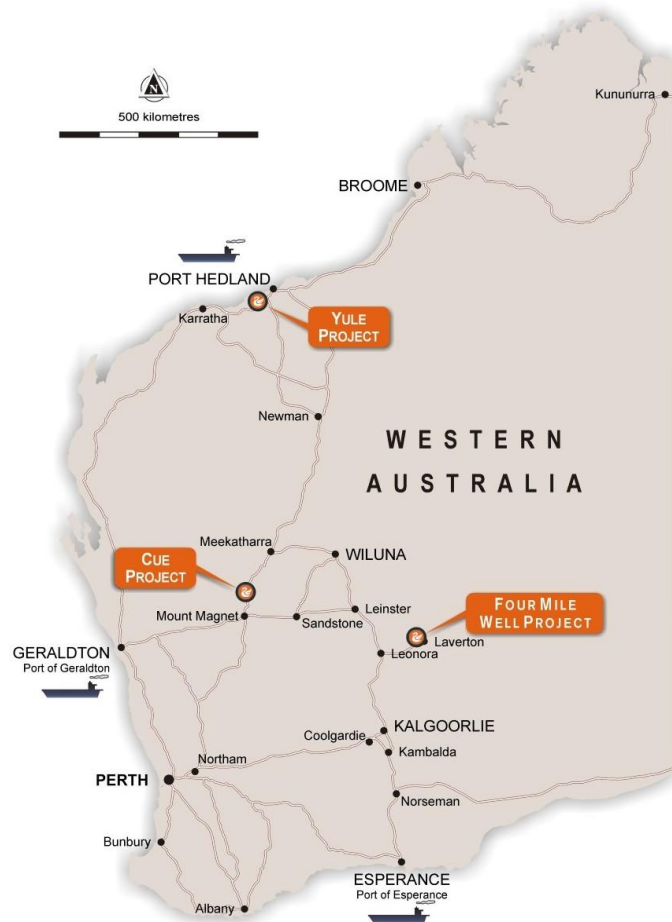 N
500 kilometres
Kununurra
BROOME
PORT HEDLAND
Karratha
YULE
PROJECT
Newman
WESTERN
AUSTRALIA
Meekatharra
WILUNA
CUE
PROJECT
Mount Magnet
Sandstone
Leinster
FOUR MILE
WELL PROJECT
Laverton
Leonora
GERALDTON
Port of Geraldton
KALGOORLIE
Coolgardie
Kambalda
Northam
PERTH
Norseman
Bunbury
ESPERANCE
Port of Esperance
Albany